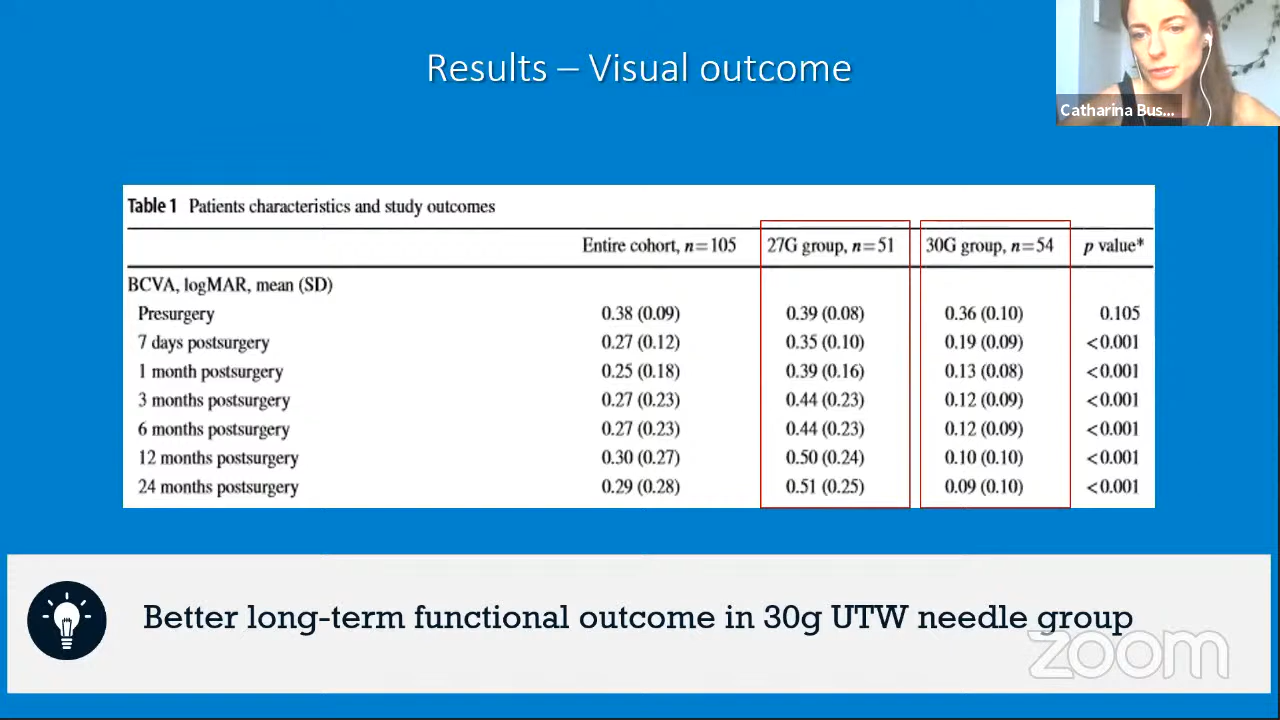 Results – Visual outcome
Catharina Bus...
Table 1 Patients characteristics and study outcomes
Entire cohort, n=105 27G group, n=51 30G group, n=54 p value*
BCVA, logMAR, mean (SD)
Presurgery 0.38 (0.09) 0.39 (0.08) 0.36 (0.10) 0.105
7 days postsurgery 0.27 (0.12) 0.35 (0.10) 0.19 (0.09) <0.001
1 month postsurgery 0.25 (0.18) 0.39 (0.16) 0.13 (0.08) <0.001
3 months postsurgery 0.27 (0.23) 0.44 (0.23) 0.12 (0.09) <0.001
6 months postsurgery 0.27 (0.23) 0.44 (0.23) 0.12 (0.09) <0.001
12 months postsurgery 0.30 (0.27) 0.50 (0.24) 0.10 (0.10) <0.001
24 months postsurgery 0.29 (0.28) 0.51 (0.25) 0.09 (0.10) <0.001
Better long-term functional outcome in 30g UTW needle group
zoom